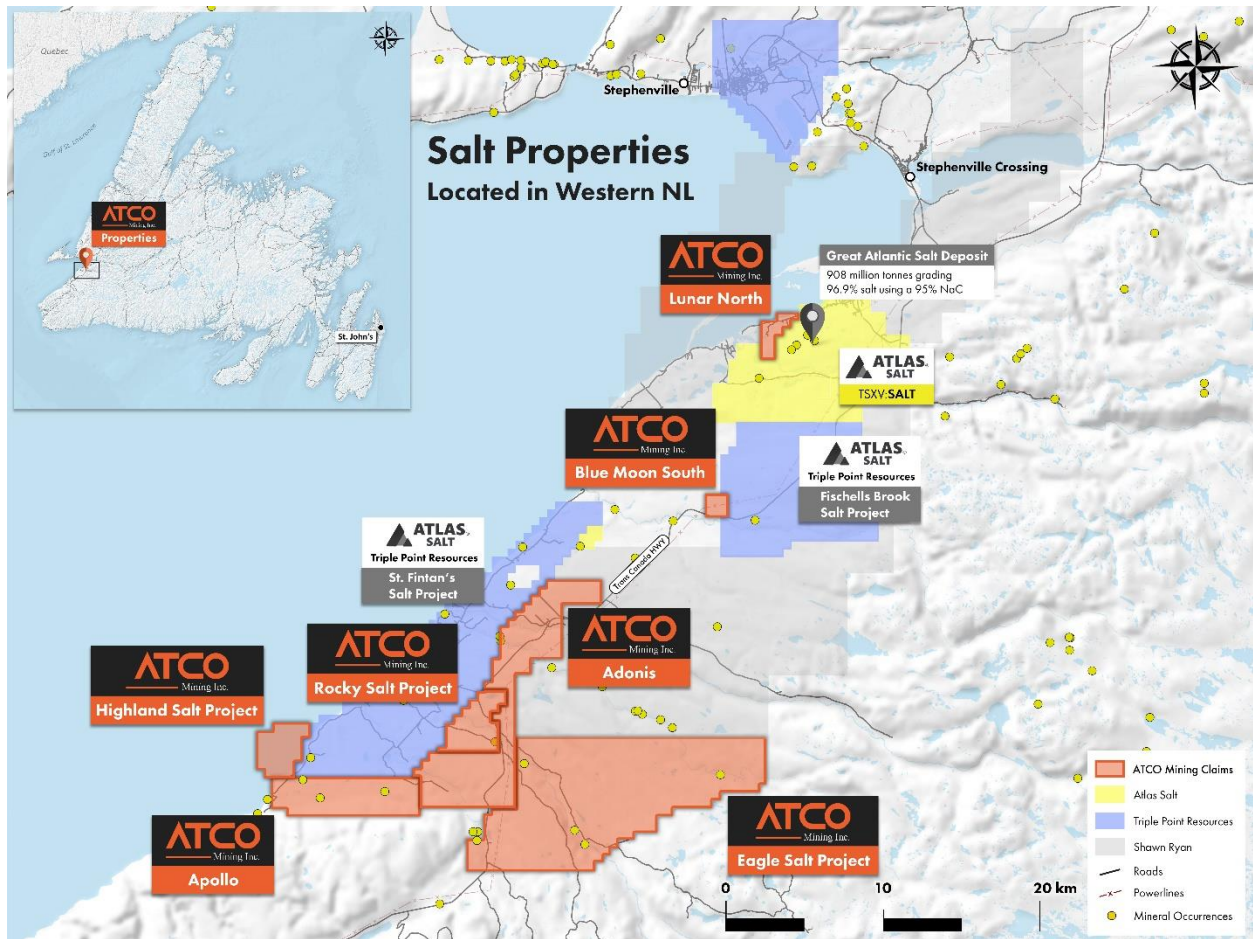 Quebec
Gulf of St. Lawrence
ATCO
Mining Inc.
Properties
St. John's
Salt Properties
Located in Western NL
Stephenville
Stephenville Crossing
ATCO
Mining Inc.
Lunar North
Great Atlantic Salt Deposit
908 million tonnes grading
96.9% salt using a 95% NaC
ATLAS
SALT
TSXV:SALT
ATCO
Mining Inc.
Blue Moon South
ATLAS
SALT
Triple Point Resources
Fischells Brook
Salt Project
ATLAS
SALT
Triple Point Resources
St. Fintan's
Salt Project
Trans Canada HWY
ATCO
Mining Inc.
Adonis
ATCO
Mining Inc.
Rocky Salt Project
ATCO
Mining Inc.
Highland Salt Project
ATCO
Mining Inc.
Apollo
ATCO
Mining Inc.
Eagle Salt Project
ATCO Mining Claims
Atlas Salt
Triple Point Resources
Shawn Ryan
Roads
Powerlines
Mineral Occurrences
0 10 20 km